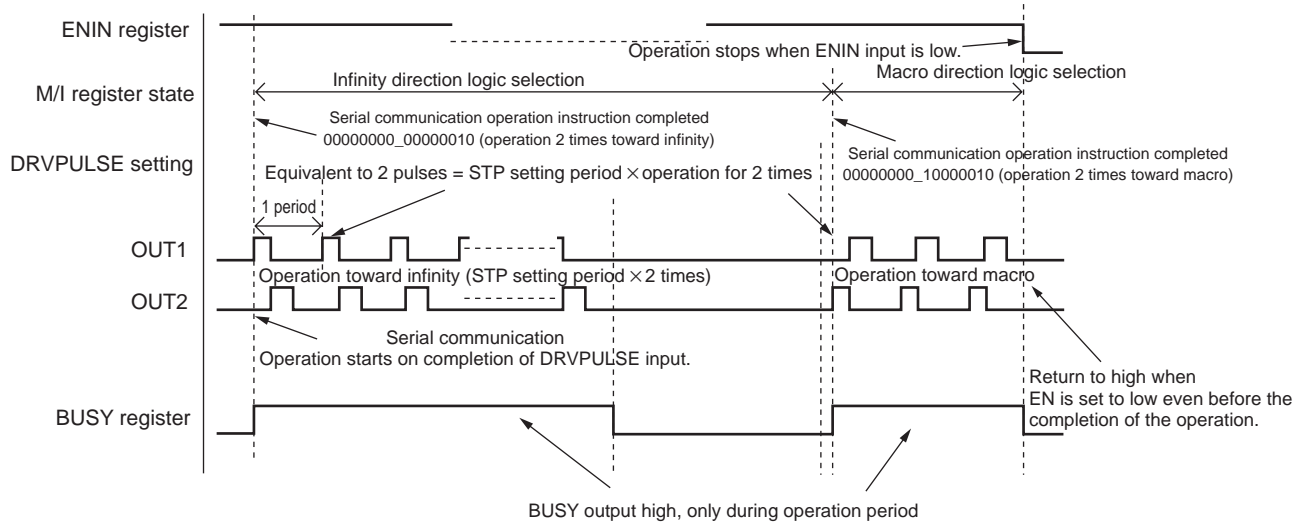 ENIN register
Operation stops when ENIN input is low.
Infinity direction logic selection
Macro direction logic selection
M/I register state
Serial communication operation instruction completed
00000000_00000010 (operation 2 times toward infinity)
Serial communication operation instruction completed
00000000_10000010 (operation 2 times toward macro)
DRVPULSE setting
Equivalent to 2 pulses = STP setting period × operation for 2 times
1 period
OUT1
Operation toward infinity (STP setting period × 2 times)
Operation toward macro
OUT2
Serial communication
Operation starts on completion of DRVPULSE input.
Return to high when
EN is set to low even before the
completion of the operation.
BUSY register
BUSY output high, only during operation period